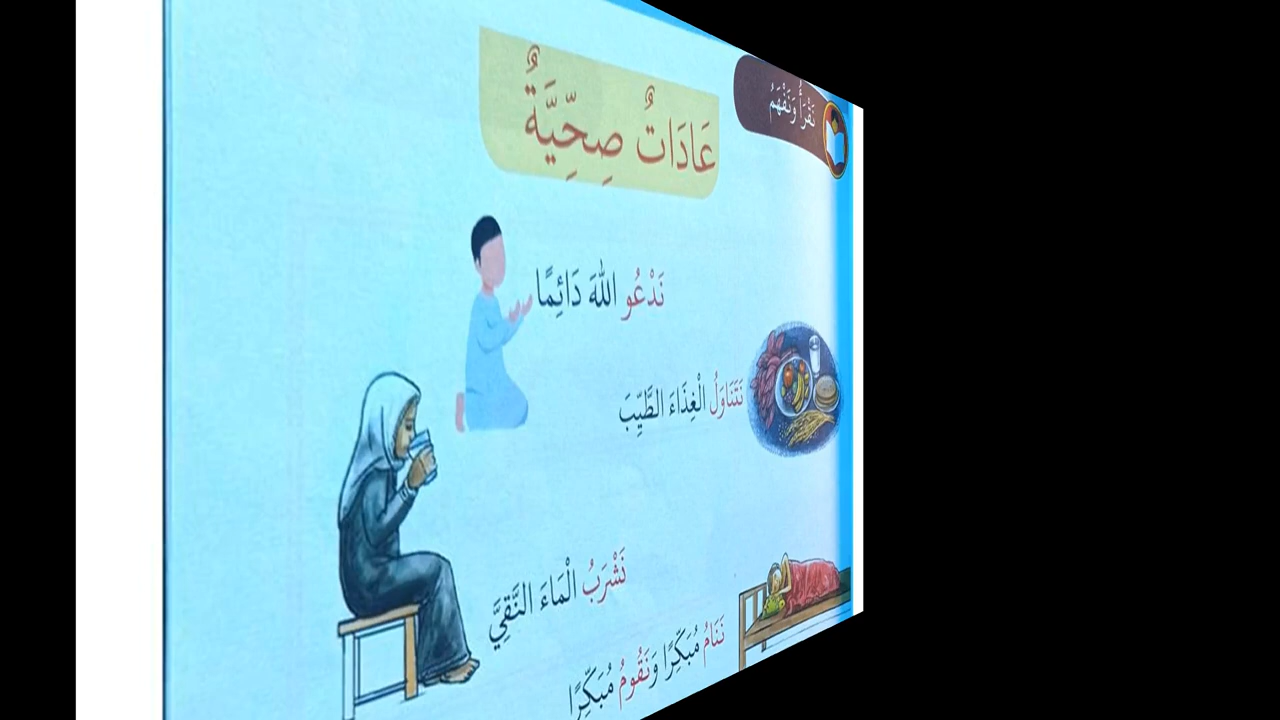 نَقْرَأُ وَنَفْهَمُ
عَادَاتٌ صِحِّيَّةٌ
نَدْعُو اللهَ دَائِمًا
نَتَنَاوَلُ الْغِذَاءَ الطَّيِّبَ
نَشْرَبُ الْمَاءَ النَّقِيَّ
نَنَامُ مُبَكِّرًا وَنَقُومُ مُبَكِّرًا